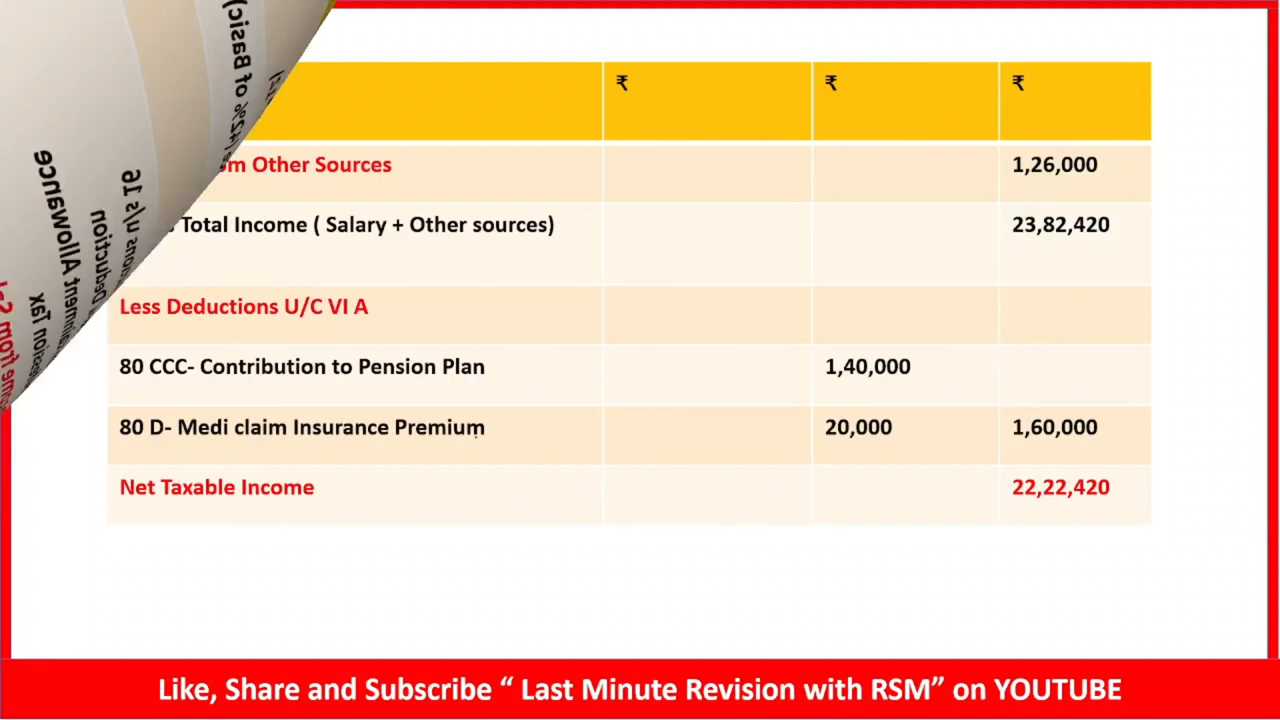 ₹ ₹ ₹
Other Sources 1,26,000
Total Income ( Salary + Other sources) 23,82,420
Less Deductions U/C VI A
80 CCC- Contribution to Pension Plan 1,40,000
80 D- Medi claim Insurance Premium 20,000 1,60,000
Net Taxable Income 22,22,420
Like, Share and Subscribe “ Last Minute Revision with RSM” on YOUTUBE